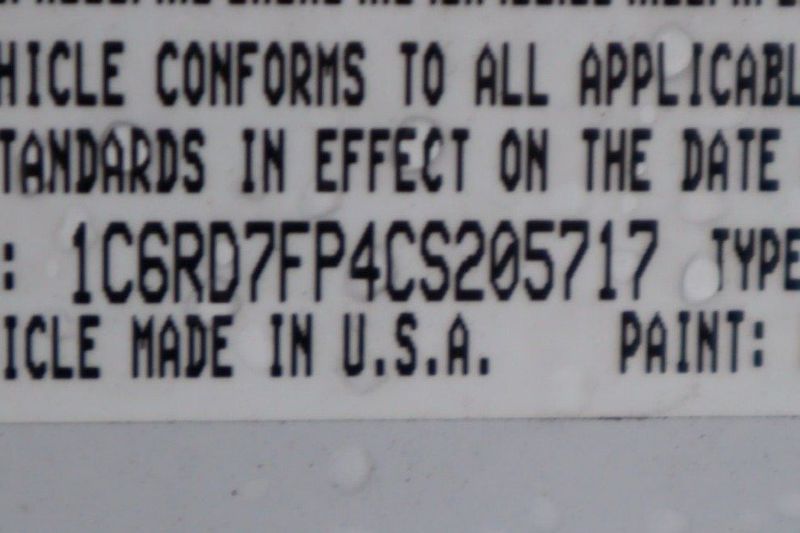 HICLE CONFORMS TO ALL APPLICABL
TANDARDS IN EFFECT ON THE DATE
: 1C6RD7FP4CS205717 TYPE
ICLE MADE IN U.S.A. PAINT: